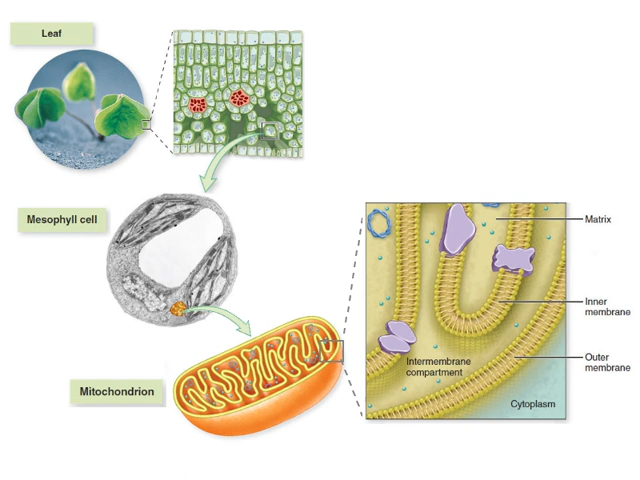 Leaf
Mesophyll cell
Mitochondrion
Matrix
Inner
membrane
Intermembrane
compartment
Outer
membrane
Cytoplasm